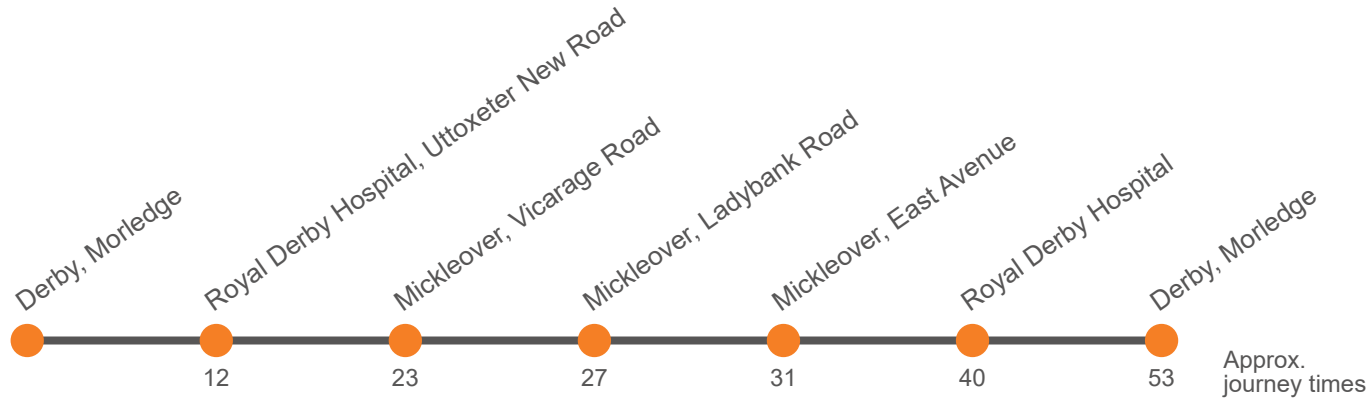 Derby, Morledge
Royal Derby Hospital, Uttoxeter New Road
Mickleover, Vicarage Road
Mickleover, Ladybank Road
Mickleover, East Avenue
Royal Derby Hospital
Derby, Morledge
12
23
27
31
40
53
Approx.
journey times